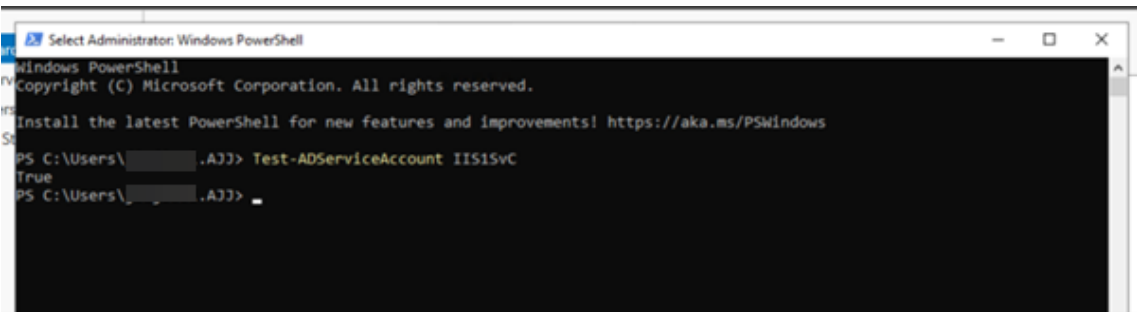 Select Administrator: Windows PowerShell
Windows PowerShell
Copyright (C) Microsoft Corporation. All rights reserved.
Install the latest PowerShell for new features and improvements! https://aka.ms/PSWindows
PS C:\Users\ .AJJ> Test-ADServiceAccount IIS1SvC
True
PS C:\Users\ .AJJ>